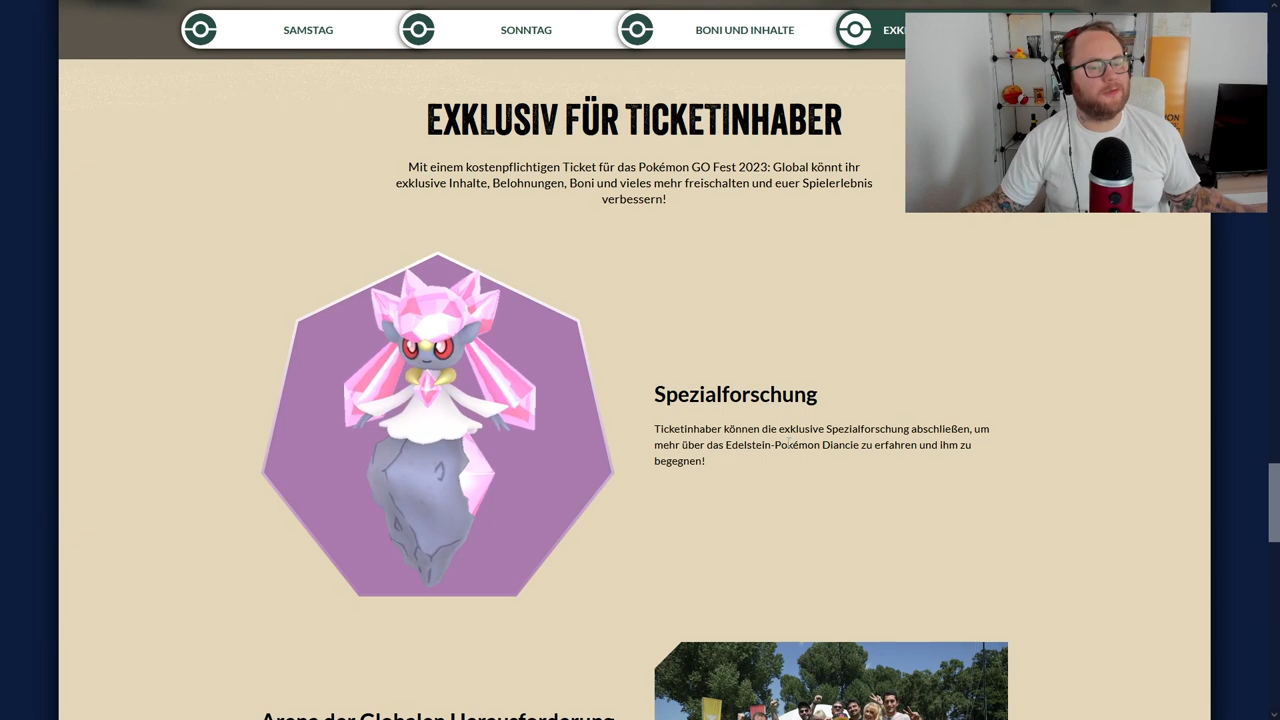 SAMSTAG
SONNTAG
BONI UND INHALTE
EXKLUSIV FÜR TICKETINHABER
Mit einem kostenpflichtigen Ticket für das Pokémon GO Fest 2023: Global könnt ihr
exklusive Inhalte, Belohnungen, Boni und vieles mehr freischalten und euer Spielerlebnis
verbessern!
Spezialforschung
Ticketinhaber können die exklusive Spezialforschung abschließen, um
mehr über das Edelstein-Pokémon Diancie zu erfahren und ihm zu
begegnen!
Arena der Globalen Herausforderung